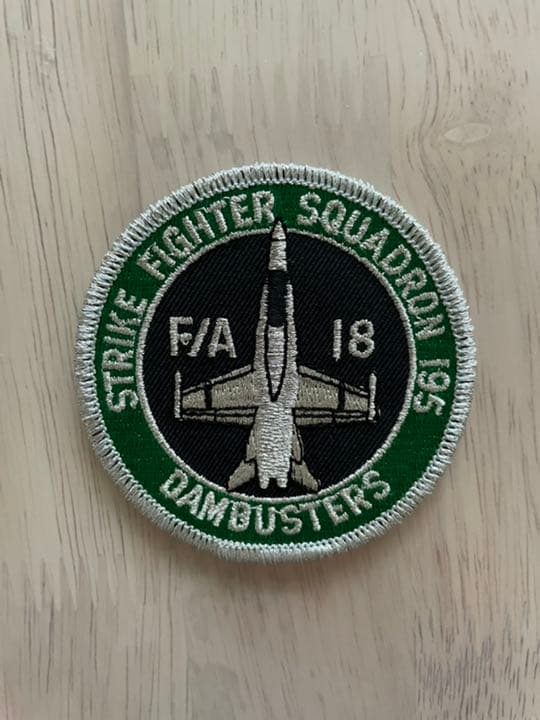 STRIKE FIGHTER SQUADRON 195
F/A 18
DAMBUSTERS